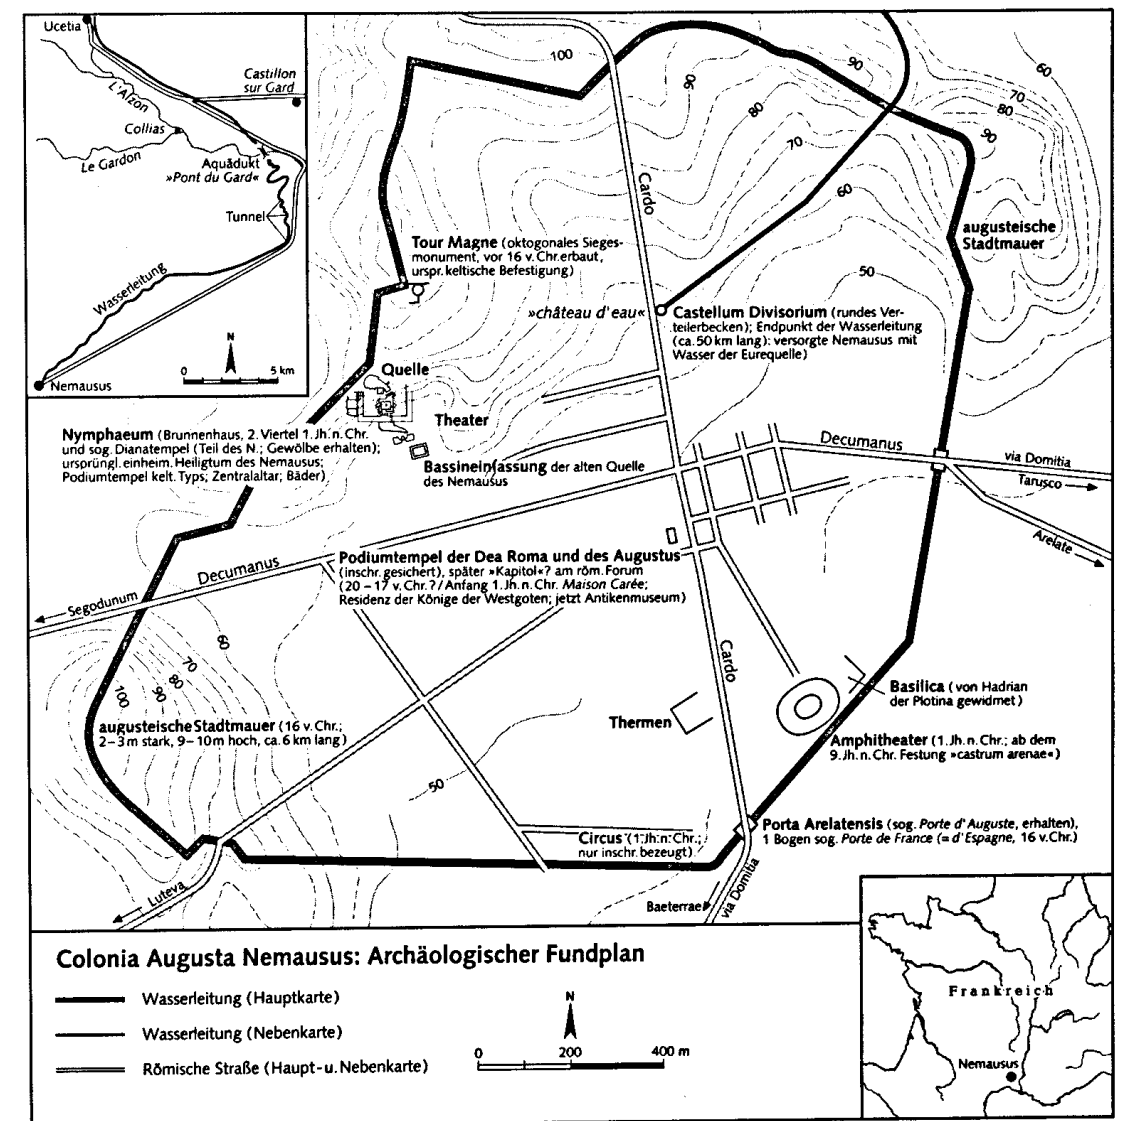 Ucetia
Castillon
sur Gard
L'Alzon
Collias
Le Gardon
Aquädukt
»Pont du Gard«
Tunnel
Wasserleitung
N
0 5 km
Nemausus
100
90
80
70
60
50
90
90
60
70
80
Cardo
augusteische
Stadtmauer
Tour Magne (oktogonales Sieges-
monument, vor 16 v. Chr. erbaut,
urspr. keltische Befestigung)
»château d'eau«
Castellum Divisorium (rundes Ver-
teilerbecken); Endpunkt der Wasserleitung
(ca. 50 km lang): versorgte Nemausus mit
Wasser der Eurequelle)
Quelle
Theater
Nymphaeum (Brunnenhaus, 2. Viertel 1. Jh. n. Chr.
und sog. Dianatempel (Teil des N.; Gewölbe erhalten);
ursprüngl. einheim. Heiligtum des Nemausus;
Podiumtempel kelt. Typs; Zentralaltar; Bäder)
Bassineinfassung der alten Quelle
des Nemausus
Decumanus
via Domitia
Tarusco
Arelate
Podiumtempel der Dea Roma und des Augustus
(inschr. gesichert), später »Kapitol«? am röm. Forum
(20 – 17 v. Chr. ? / Anfang 1. Jh. n. Chr. Maison Carée;
Residenz der Könige der Westgoten; jetzt Antikenmuseum)
Decumanus
Segodunum
60
70
80
90
100
augusteische Stadtmauer (16 v. Chr.;
2–3 m stark, 9–10 m hoch, ca. 6 km lang)
50
Cardo
Thermen
Basilica (von Hadrian
der Plotina gewidmet)
Amphitheater (1. Jh. n. Chr.; ab dem
9. Jh. n. Chr. Festung »castrum arenae«)
Porta Arelatensis (sog. Porte d'Auguste, erhalten),
1 Bogen sog. Porte de France (= d'Espagne, 16 v. Chr.)
Circus (1. Jh. n. Chr.;
nur inschr. bezeugt)
Luteva
Baeterrae
via Domitia
Colonia Augusta Nemausus: Archäologischer Fundplan
Wasserleitung (Hauptkarte)
Wasserleitung (Nebenkarte)
Römische Straße (Haupt- u. Nebenkarte)
N
0 200 400 m
Frankreich
Nemausus